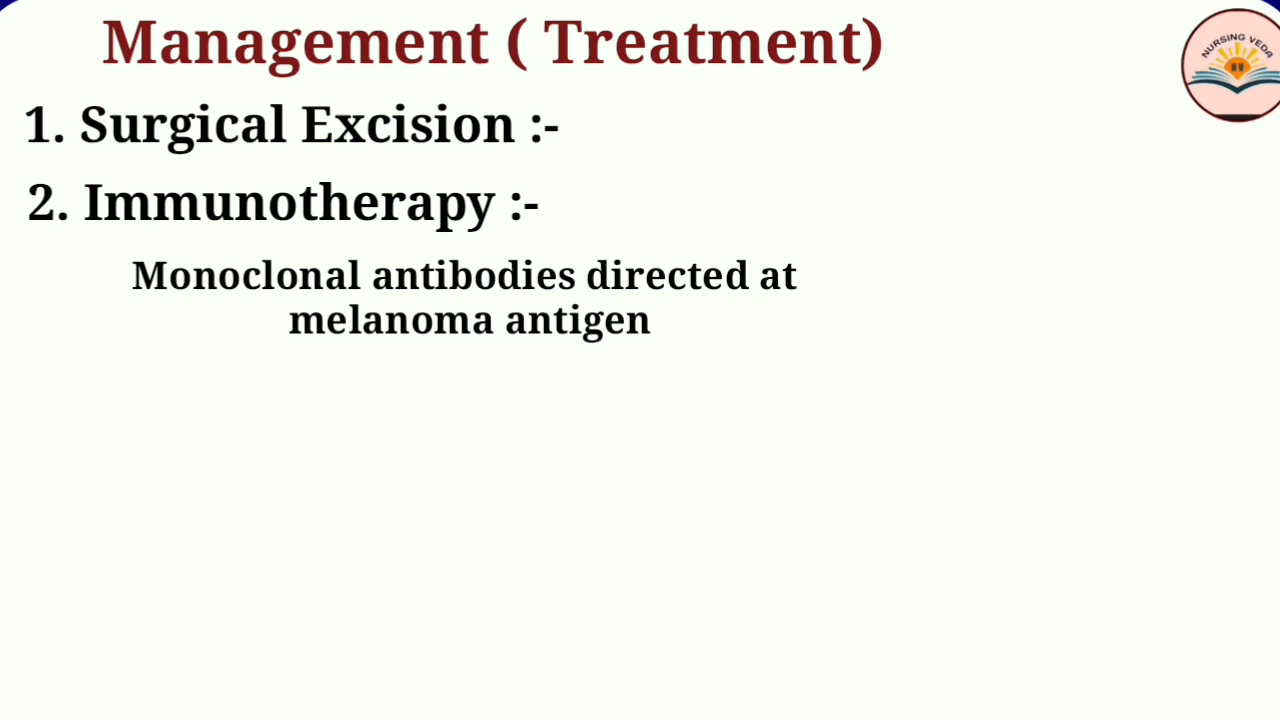 Management ( Treatment)
NURSING VEDA
1. Surgical Excision :-
2. Immunotherapy :-
Monoclonal antibodies directed at
melanoma antigen